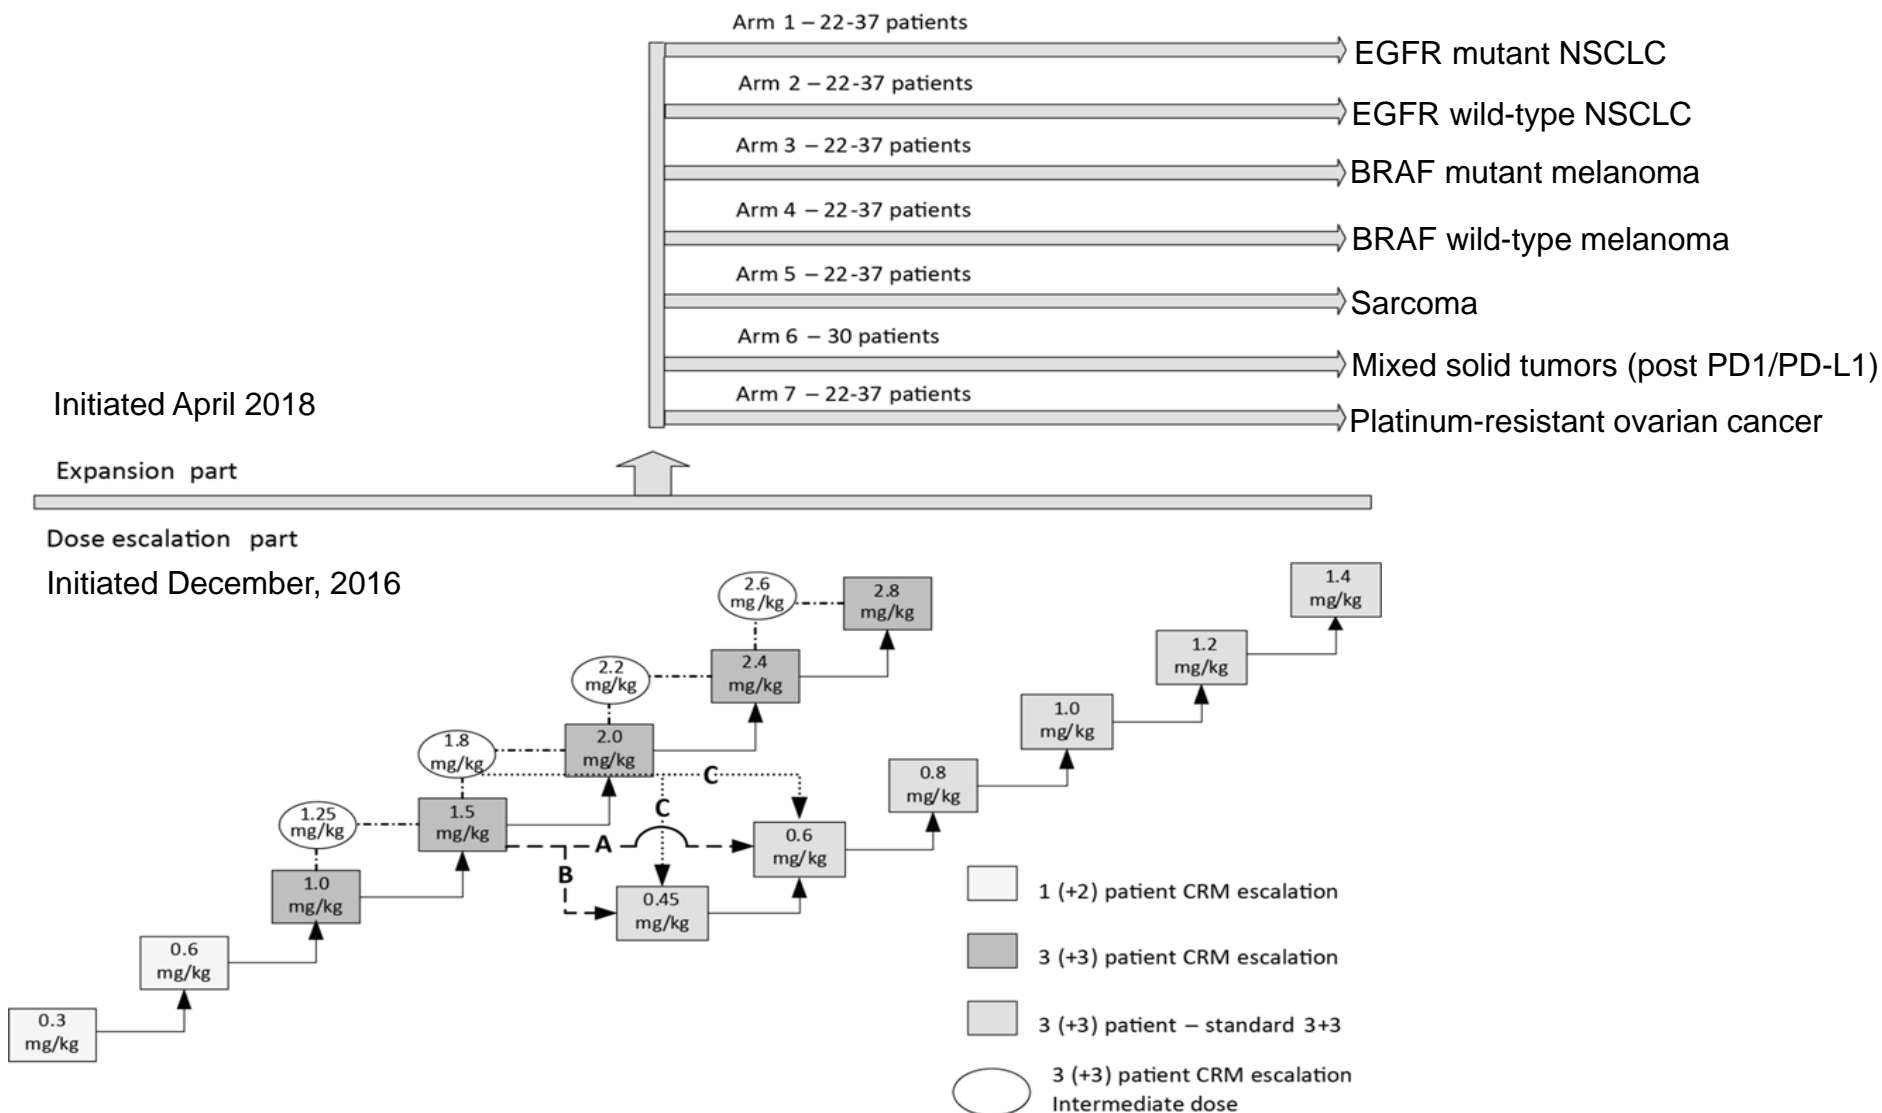 Arm 1 – 22-37 patients
EGFR mutant NSCLC
Arm 2 – 22-37 patients
EGFR wild-type NSCLC
Arm 3 – 22-37 patients
BRAF mutant melanoma
Arm 4 – 22-37 patients
BRAF wild-type melanoma
Arm 5 – 22-37 patients
Sarcoma
Arm 6 – 30 patients
Mixed solid tumors (post PD1/PD-L1)
Arm 7 – 22-37 patients
Platinum-resistant ovarian cancer
Initiated April 2018
Expansion part
Dose escalation part
Initiated December, 2016
0.3
mg/kg
0.6
mg/kg
1.0
mg/kg
1.25
mg/kg
1.5
mg/kg
1.8
mg/kg
2.0
mg/kg
2.2
mg/kg
2.4
mg/kg
2.6
mg/kg
2.8
mg/kg
A
B
C
C
0.45
mg/kg
0.6
mg/kg
0.8
mg/kg
1.0
mg/kg
1.2
mg/kg
1.4
mg/kg
1 (+2) patient CRM escalation
3 (+3) patient CRM escalation
3 (+3) patient – standard 3+3
3 (+3) patient CRM escalation
Intermediate dose